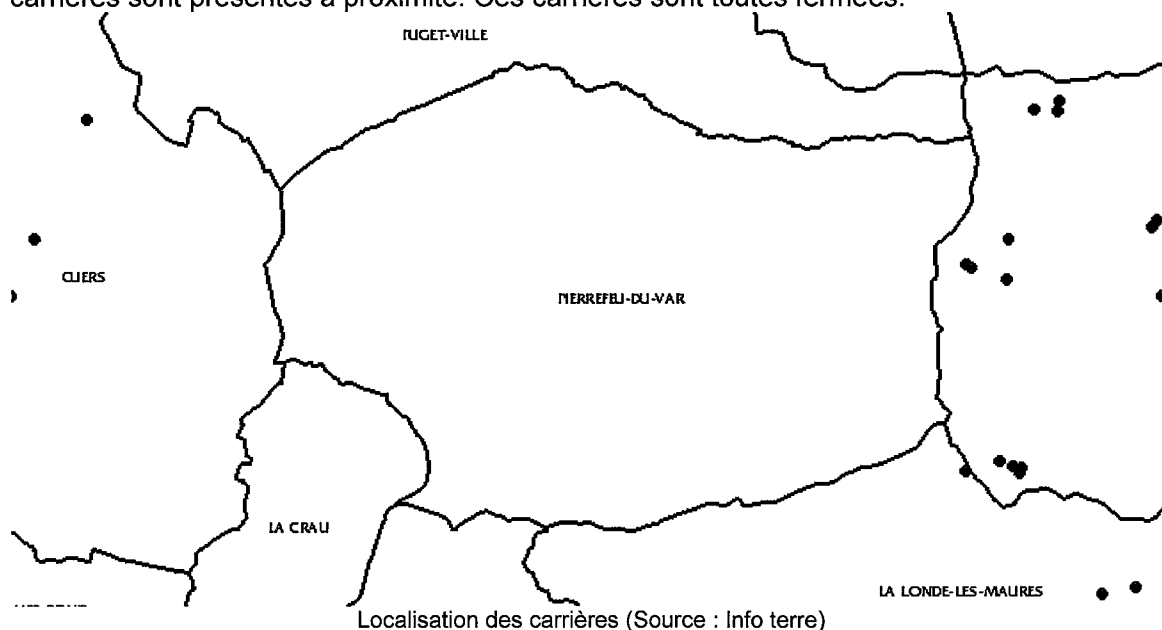 carrières sont présentes à proximité. Ces carrières sont toutes fermées.
PUGET-VILLE
CUERS
PIERREFEU-DU-VAR
LA CRAU
LA LONDE-LES-MAURES
Localisation des carrières (Source : Info terre)